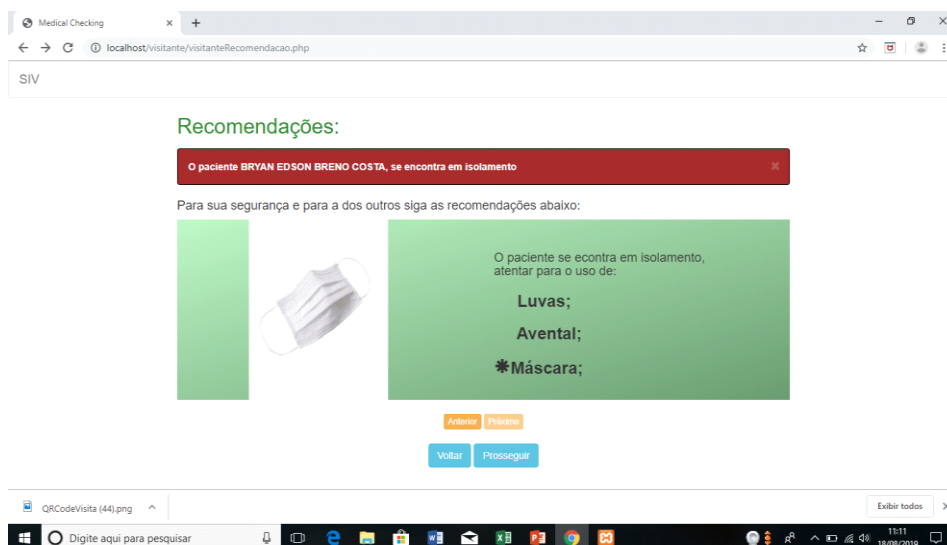 Medical Checking
localhost/visitante/visitanteRecomendacao.php
SIV
Recomendações:
O paciente BRYAN EDSON BRENO COSTA, se encontra em isolamento
Para sua segurança e para a dos outros siga as recomendações abaixo:
O paciente se econtra em isolamento,
atentar para o uso de:
Luvas;
Avental;
*Máscara;
Anterior Próximo
Voltar Prosseguir
QRCodeVisita (44).png
Exibir todos
Digite aqui para pesquisar
11:11
18/08/2019